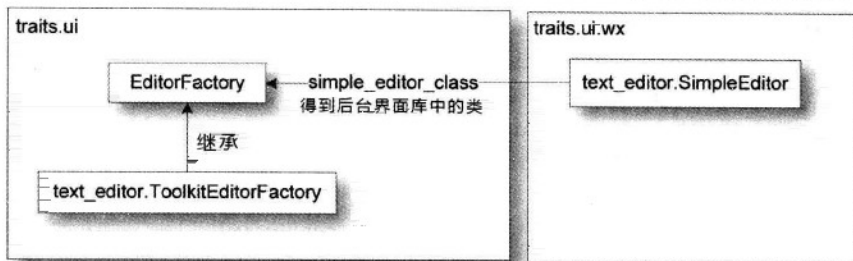 traits.ui
traits.ui.wx
EditorFactory
simple_editor_class
text_editor.SimpleEditor
得到后台界面库中的类
继承
text_editor.ToolkitEditorFactory